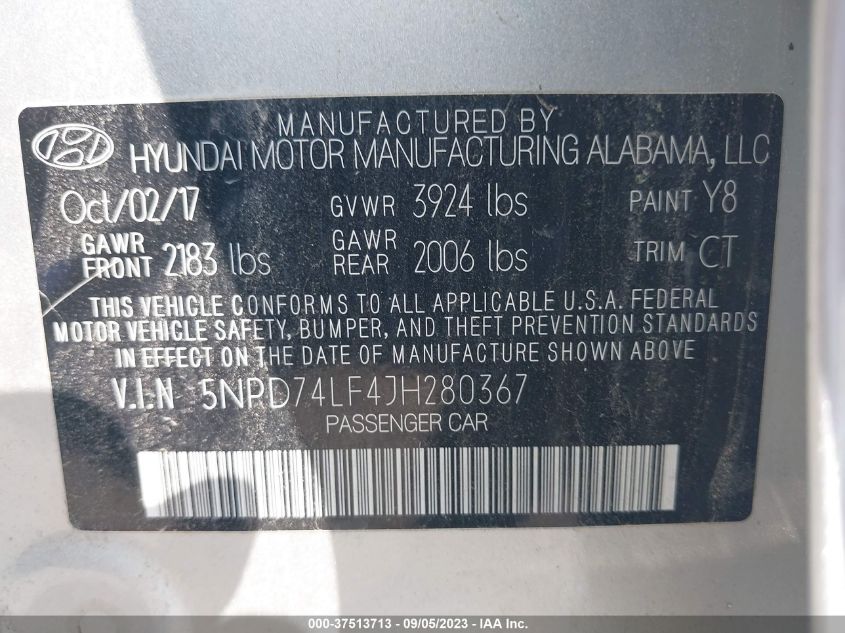 MANUFACTURED BY
HYUNDAI MOTOR MANUFACTURING ALABAMA, LLC
Oct/02/17 GVWR 3924 lbs PAINT Y8
GAWR FRONT 2183 lbs GAWR REAR 2006 lbs TRIM CT
THIS VEHICLE CONFORMS TO ALL APPLICABLE U.S.A. FEDERAL
MOTOR VEHICLE SAFETY, BUMPER, AND THEFT PREVENTION STANDARDS
IN EFFECT ON THE DATE OF MANUFACTURE SHOWN ABOVE
V.I.N 5NPD74LF4JH280367
PASSENGER CAR
000-37513713 - 09/05/2023 - IAA Inc.